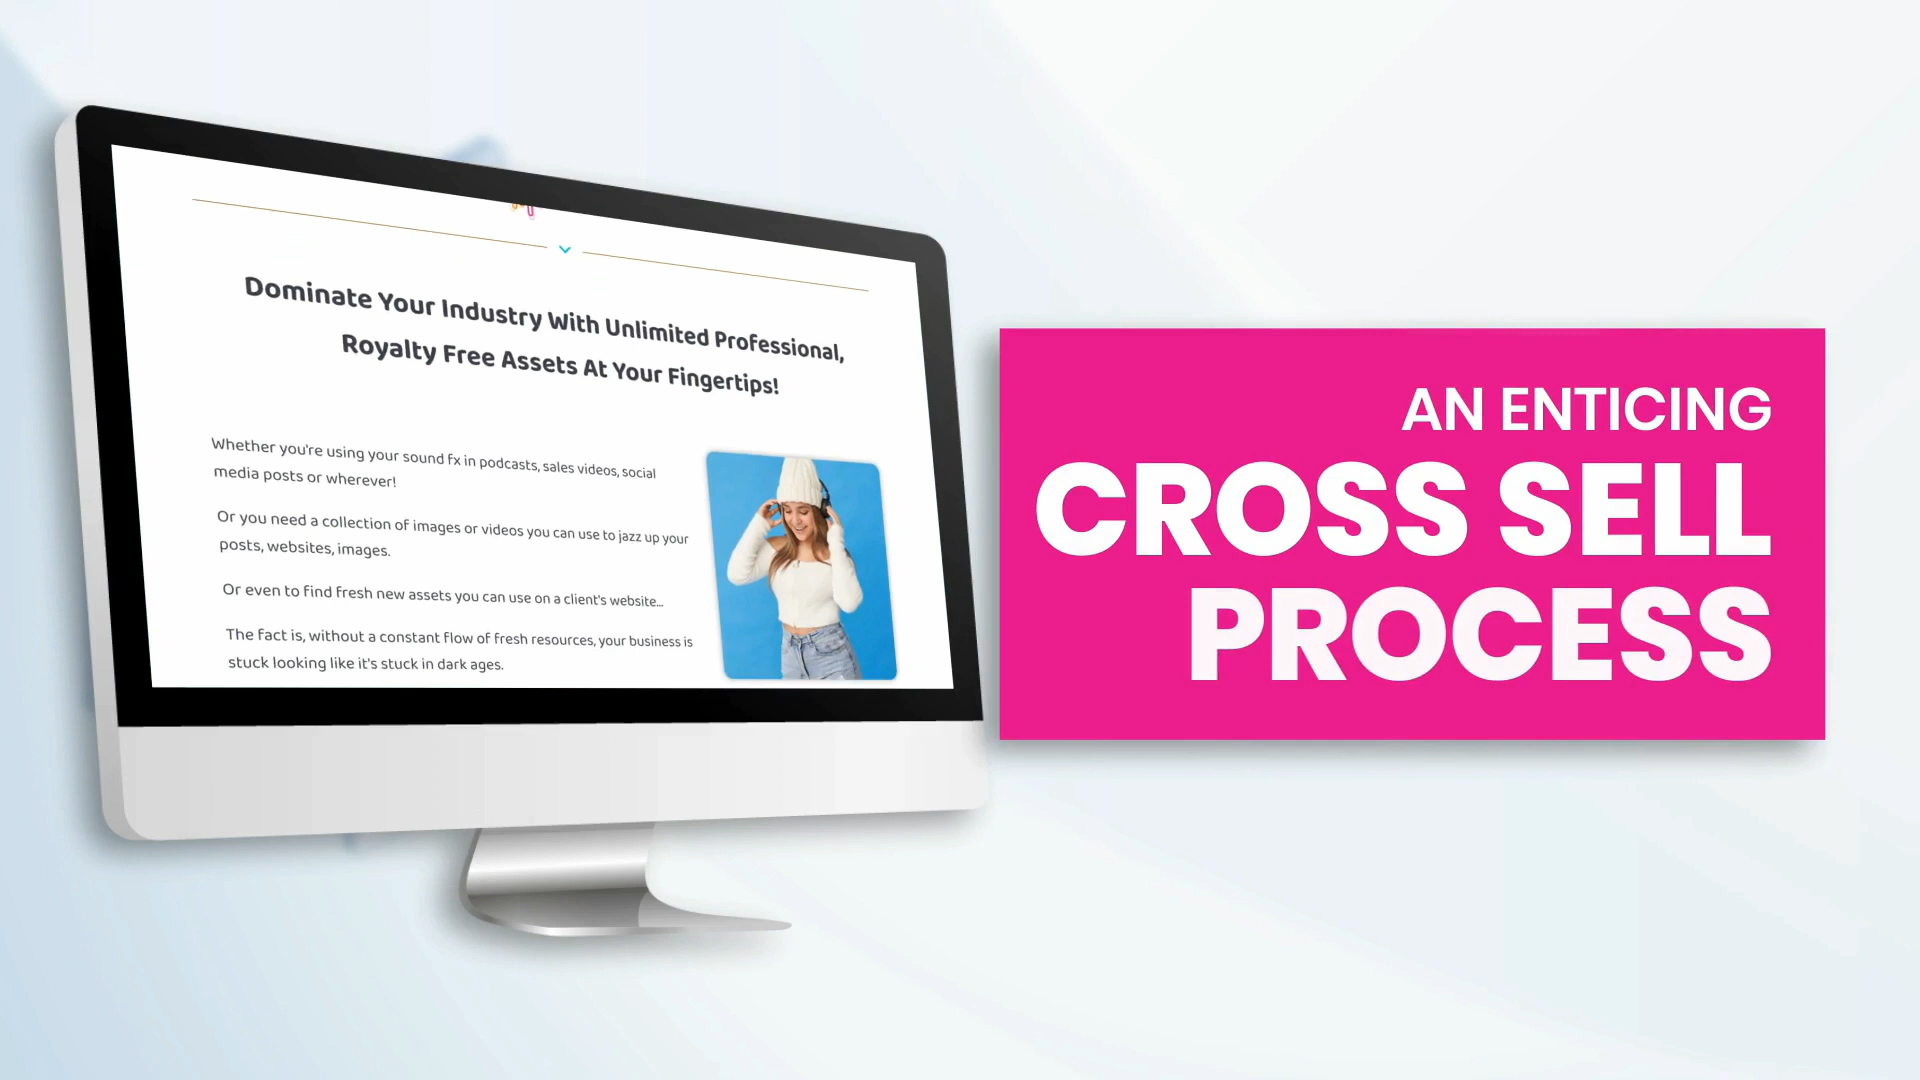 Dominate Your Industry With Unlimited Professional,
Royalty Free Assets At Your Fingertips!
Whether you're using your sound fx in podcasts, sales videos, social
media posts or wherever!
Or you need a collection of images or videos you can use to jazz up your
posts, websites, images.
Or even to find fresh new assets you can use on a client's website...
The fact is, without a constant flow of fresh resources, your business is
stuck looking like it's stuck in dark ages.
AN ENTICING
CROSS SELL
PROCESS